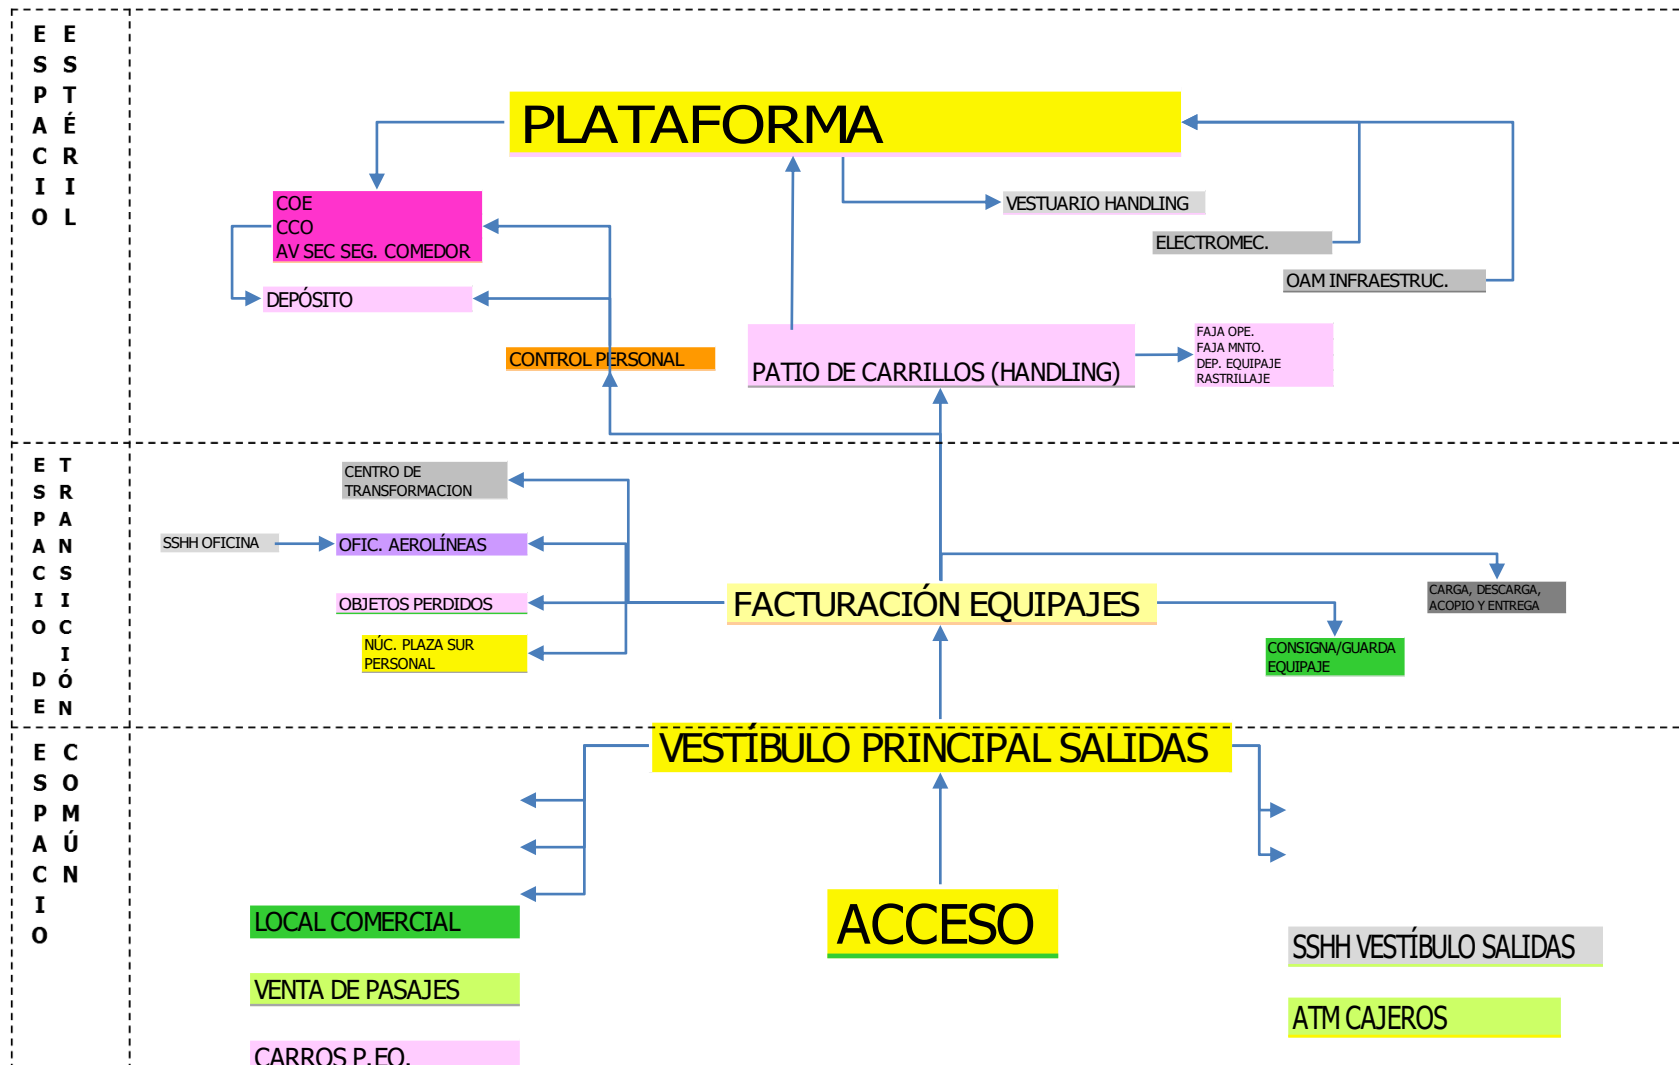 ESPACIO ESTÉRIL
PLATAFORMA
COE
CCO
AV SEC SEG. COMEDOR
VESTUARIO HANDLING
ELECTROMEC.
OAM INFRAESTRUC.
DEPÓSITO
CONTROL PERSONAL
PATIO DE CARRILLOS (HANDLING)
FAJA OPE.
FAJA MNTO.
DEP. EQUIPAJE
RASTRILLAJE
ESPACIO DE TRANSICIÓN
CENTRO DE
TRANSFORMACION
SSHH OFICINA
OFIC. AEROLÍNEAS
OBJETOS PERDIDOS
NÚC. PLAZA SUR
PERSONAL
FACTURACIÓN EQUIPAJES
CARGA, DESCARGA,
ACOPIO Y ENTREGA
CONSIGNA/GUARDA
EQUIPAJE
ESPACIO COMÚN
VESTÍBULO PRINCIPAL SALIDAS
ACCESO
LOCAL COMERCIAL
VENTA DE PASAJES
CARROS P.EQ.
SSHH VESTÍBULO SALIDAS
ATM CAJEROS